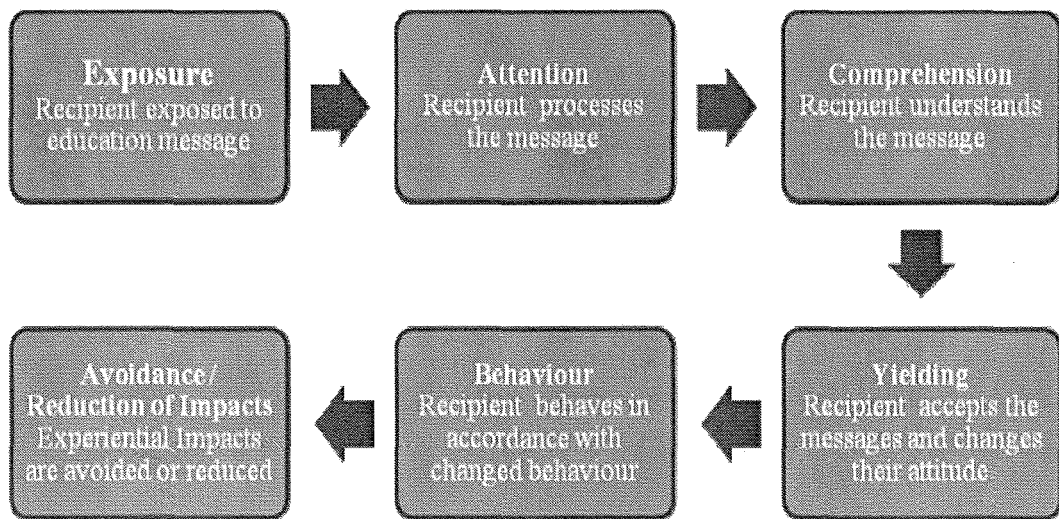 Exposure
Recipient exposed to
education message
Attention
Recipient processes
the message
Comprehension
Recipient understands
the message
Yielding
Recipient accepts the
messages and changes
their attitude
Behaviour
Recipient behaves in
accordance with
changed behaviour
Avoidance/
Reduction of Impacts
Experiential Impacts
are avoided or reduced